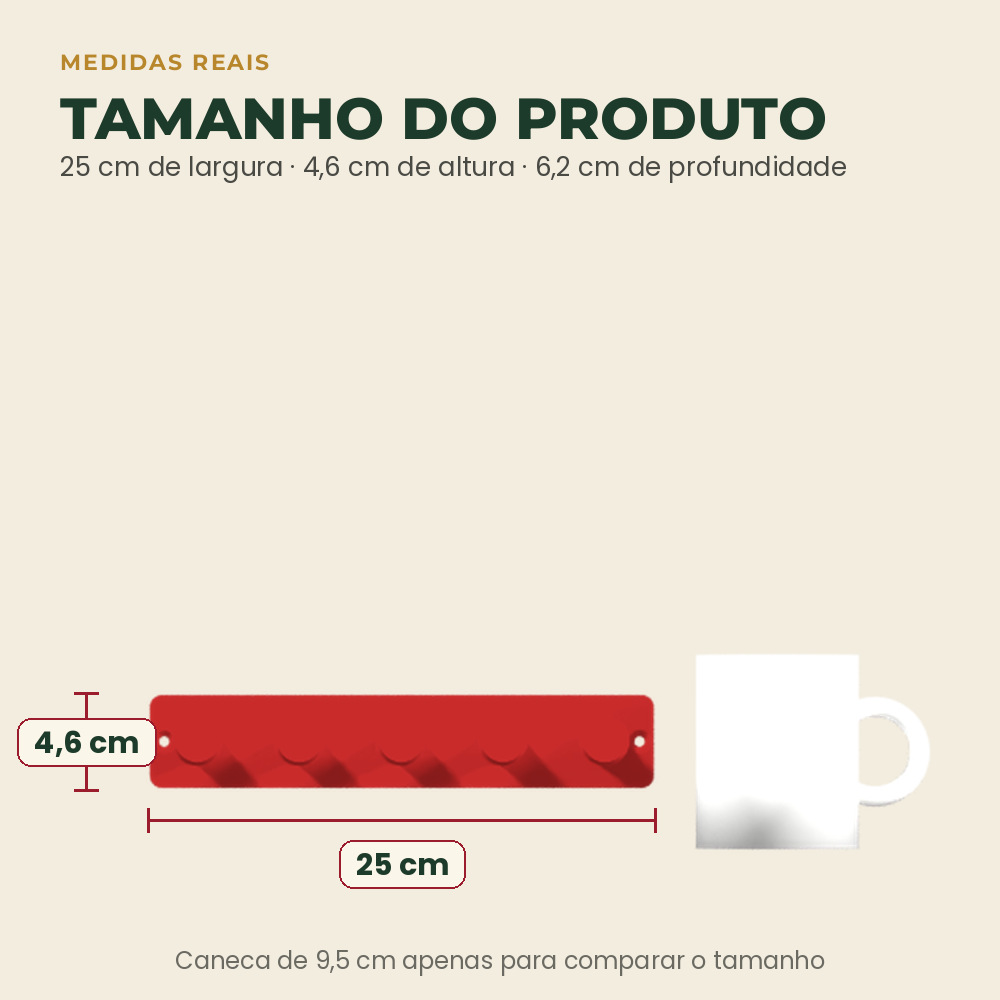 MEDIDAS REAIS
TAMANHO DO PRODUTO
25 cm de largura · 4,6 cm de altura · 6,2 cm de profundidade
4,6 cm
25 cm
Caneca de 9,5 cm apenas para comparar o tamanho